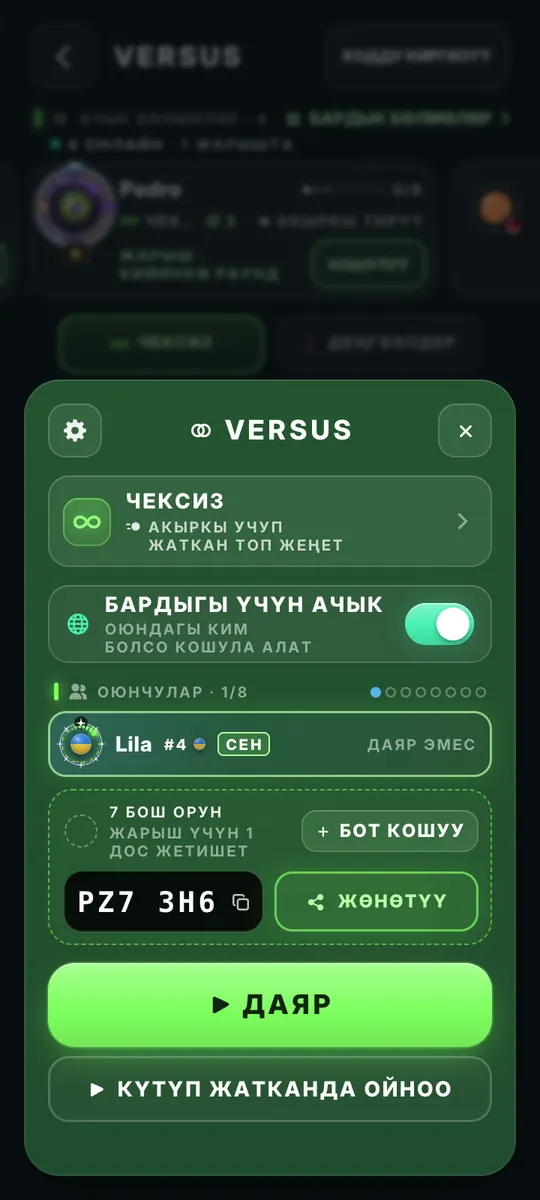 VERSUS
Pedro
VERSUS
ЧЕКСИЗ
АКЫРКЫ УЧУП
ЖАТКАН ТОП ЖЕҢЕТ
БАРДЫГЫ ҮЧҮН АЧЫК
ОЮНДАГЫ КИМ
БОЛСО КОШУЛА АЛАТ
ОЮНЧУЛАР · 1/8
Lila #4 СЕН ДАЯР ЭМЕС
7 БОШ ОРУН
ЖАРЫШ ҮЧҮН 1
ДОС ЖЕТИШЕТ
+ БОТ КОШУУ
PZ7 3H6
ЖӨНӨТҮҮ
ДАЯР
КҮТҮП ЖАТКАНДА ОЙНОО